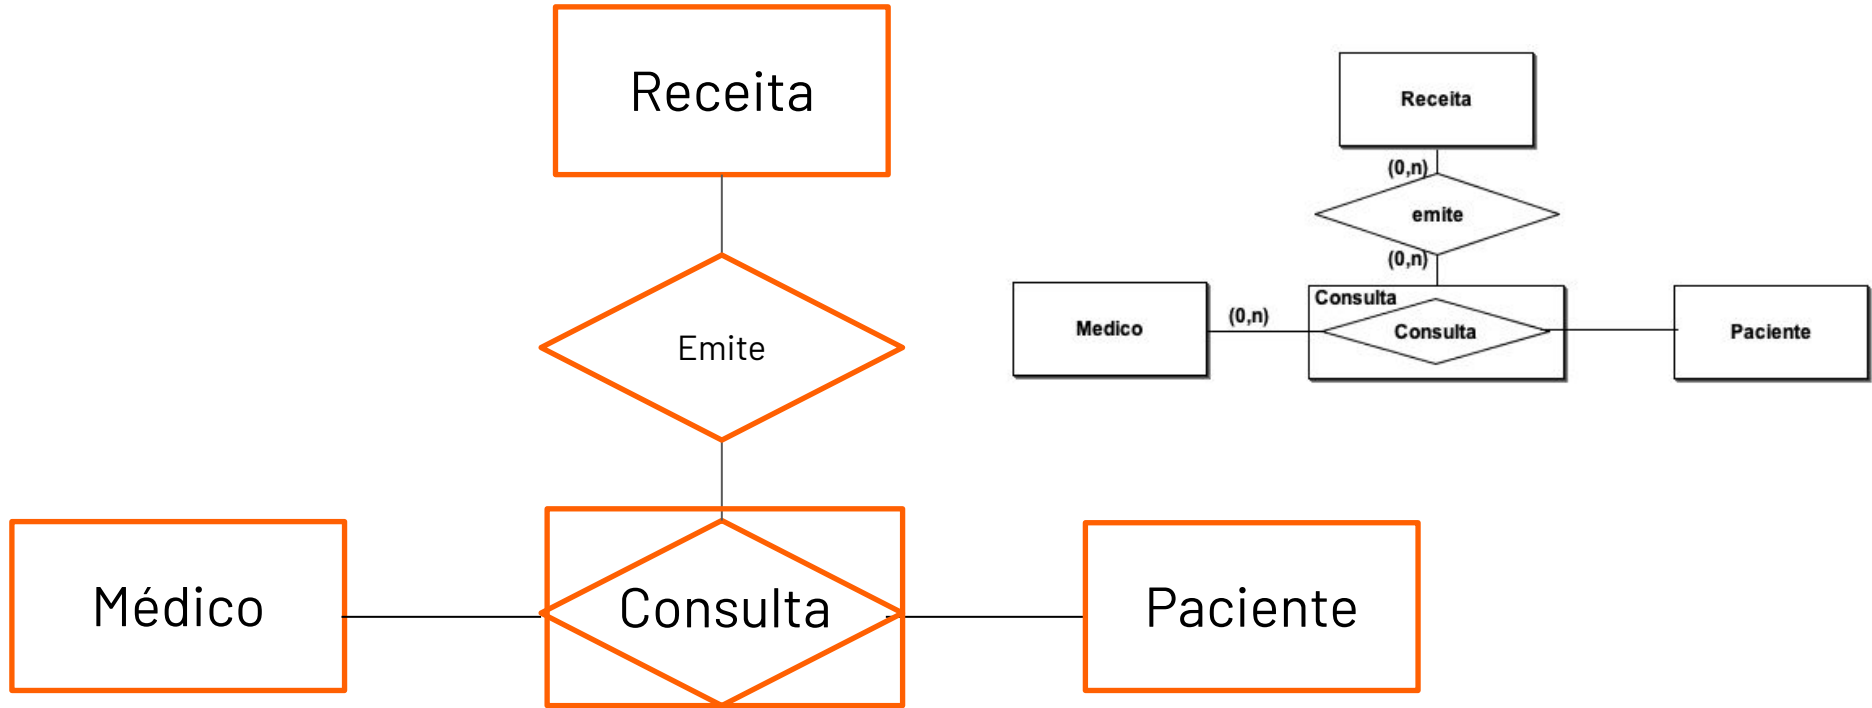 Receita
Emite
Médico
Consulta
Paciente
Receita
(0,n)
emite
(0,n)
Medico
(0,n)
Consulta
Consulta
Paciente